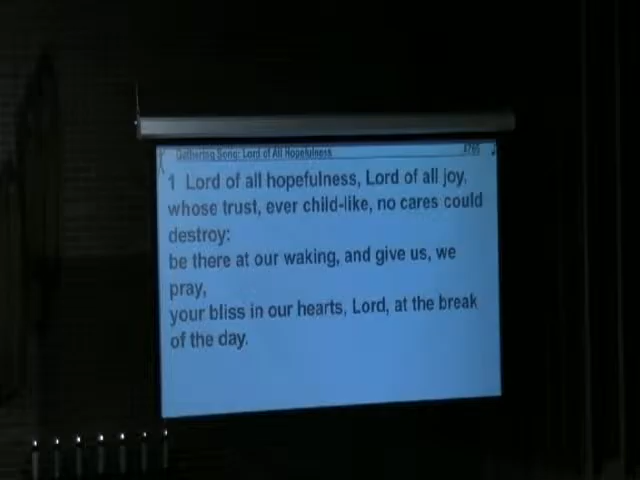 Gathering Song: Lord of All Hopefulness #765
1 Lord of all hopefulness, Lord of all joy,
whose trust, ever child-like, no cares could
destroy:
be there at our waking, and give us, we
pray,
your bliss in our hearts, Lord, at the break
of the day.